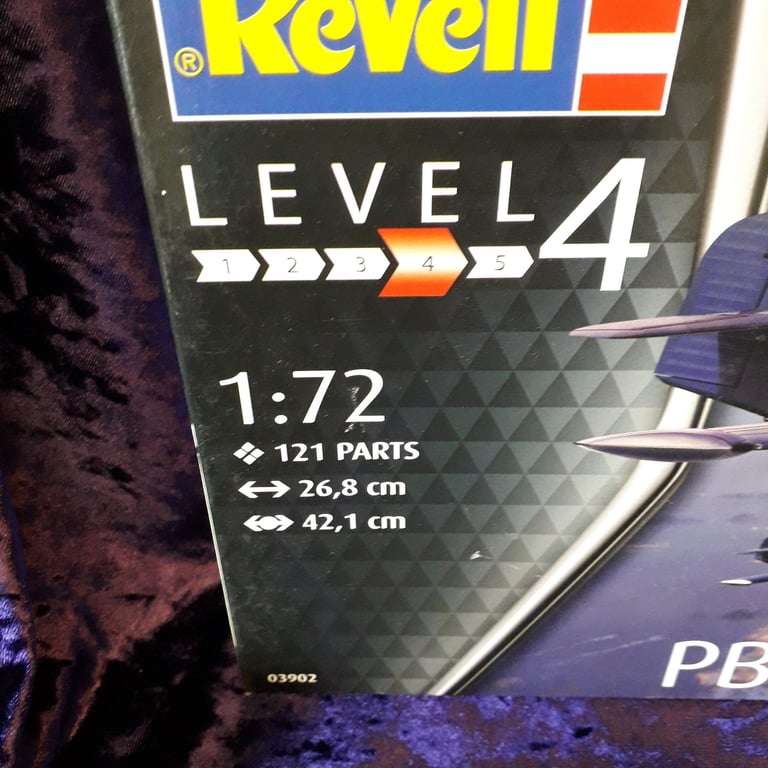 Revell
®
LEVEL 4
1 2 3 4 5
1:72
121 PARTS
26,8 cm
42,1 cm
03902
PB